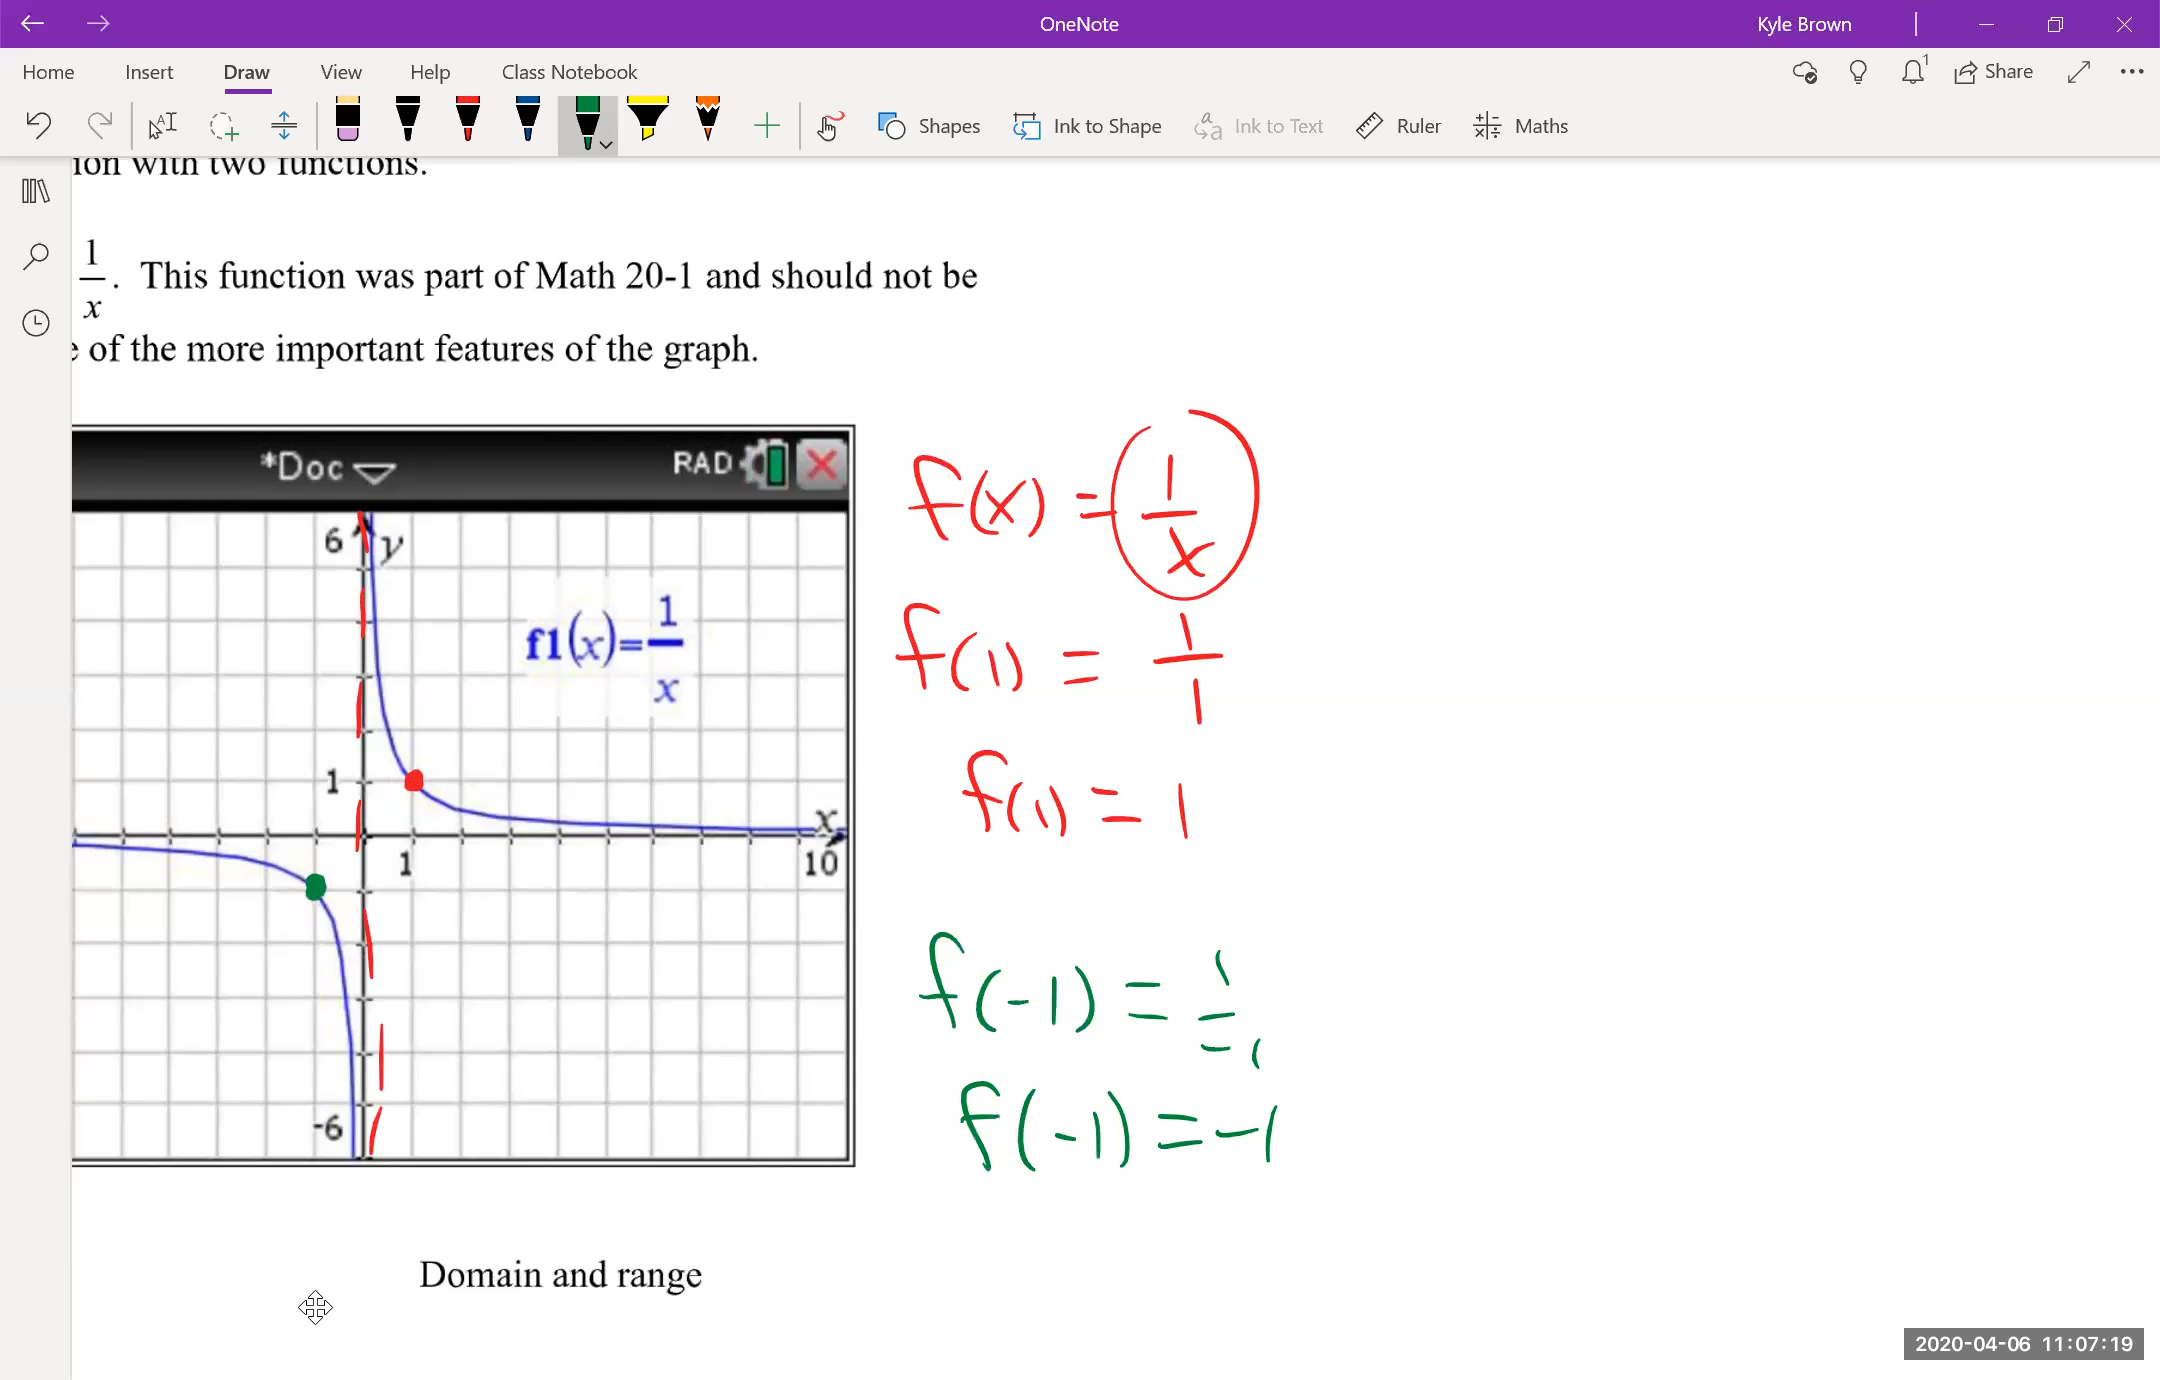 OneNote
Kyle Brown
Home Insert Draw View Help Class Notebook
1
Share
Shapes Ink to Shape Ink to Text Ruler Maths
ion with two functions.
1/x. This function was part of Math 20-1 and should not be
e of the more important features of the graph.
*Doc RAD
6 y
f1(x)=1/x
1
x
1 10
-6
f(x) = 1/x
f(1) = 1/1
f(1) = 1
f(-1) = 1/-1
f(-1) = -1
Domain and range
2020-04-06 11:07:19